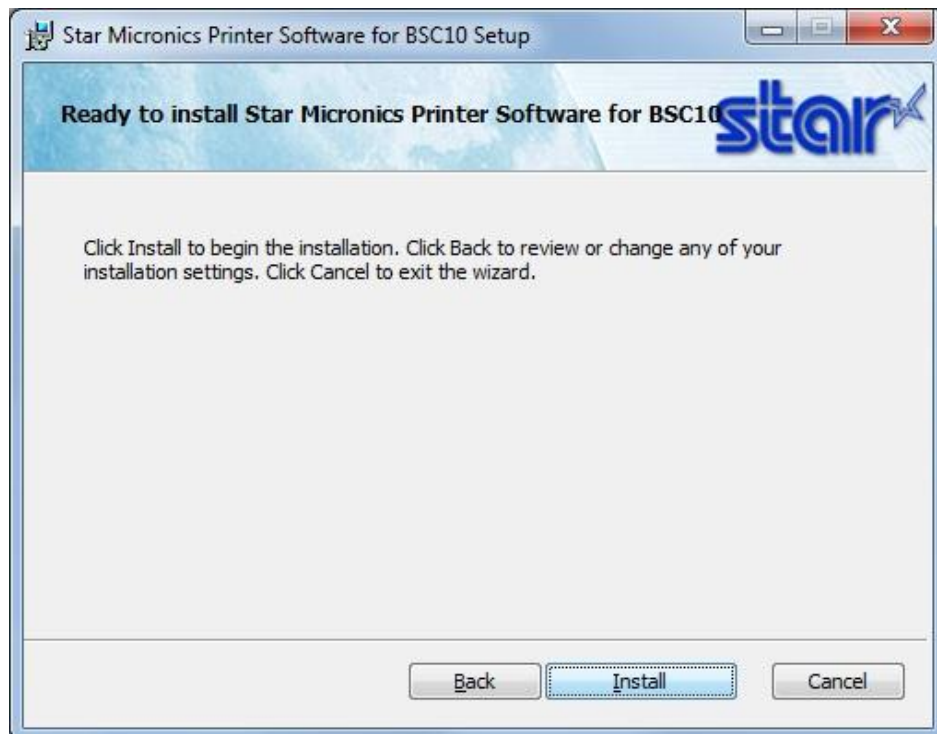 Star Micronics Printer Software for BSC10 Setup
Ready to install Star Micronics Printer Software for BSC10
star
Click Install to begin the installation. Click Back to review or change any of your
installation settings. Click Cancel to exit the wizard.
Back
Install
Cancel